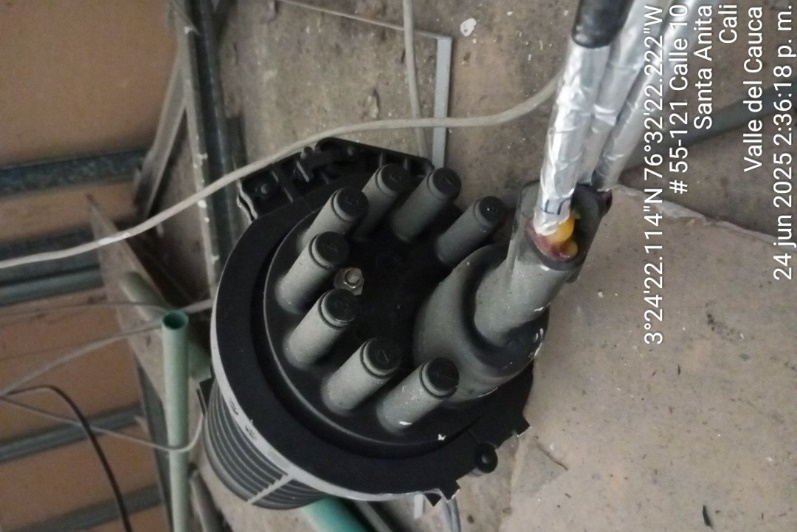 3°24'22.114"N 76°32'22.222"W
# 55-121 Calle 10
Santa Anita
Cali
Valle del Cauca
24 jun 2025 2:36:18 p. m.